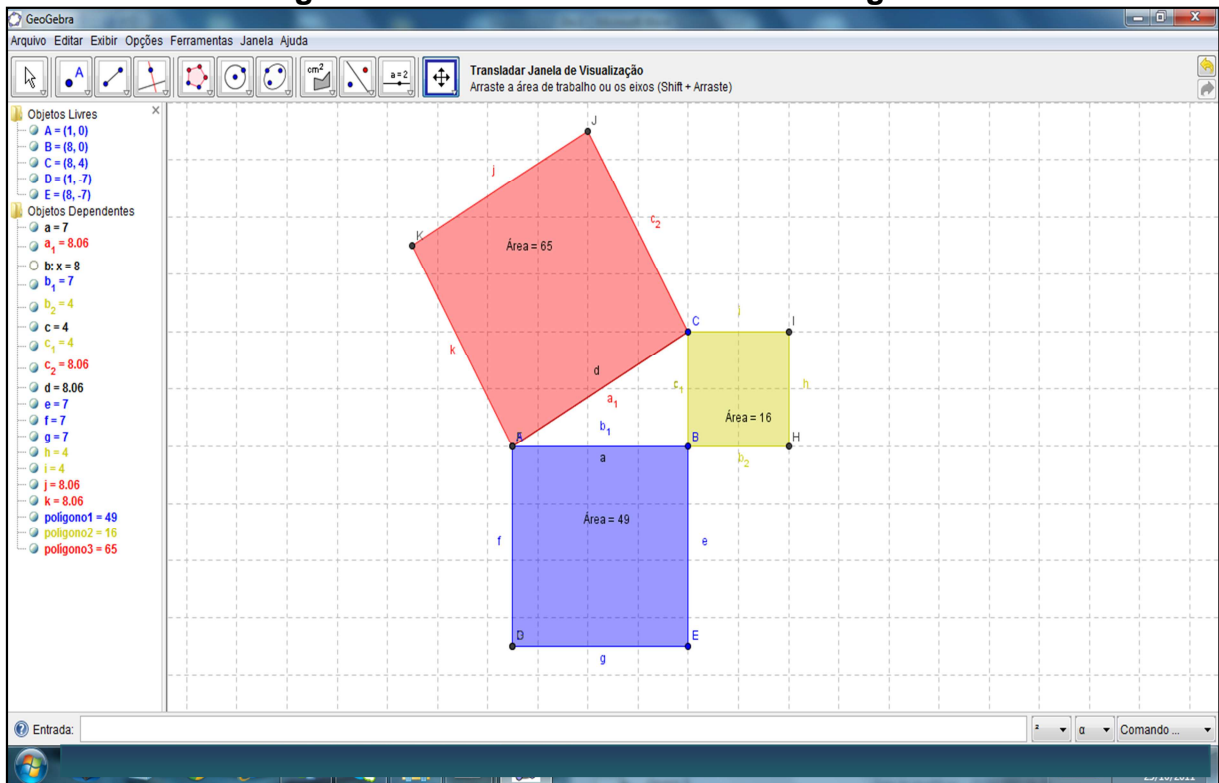 GeoGebra
Arquivo Editar Exibir Opções Ferramentas Janela Ajuda
A
cm²
a = 2
Transladar Janela de Visualização
Arraste a área de trabalho ou os eixos (Shift + Arraste)
Objetos Livres
A = (1, 0)
B = (8, 0)
C = (8, 4)
D = (1, -7)
E = (8, -7)
Objetos Dependentes
a = 7
a₁ = 8.06
b: x = 8
b₁ = 7
b₂ = 4
c = 4
c₁ = 4
c₂ = 8.06
d = 8.06
e = 7
f = 7
g = 7
h = 4
i = 4
j = 8.06
k = 8.06
polígono1 = 49
polígono2 = 16
polígono3 = 65
J
j
c₂
K
Área = 65
C
i
I
k
d
c₁
h
a₁
Área = 16
b₁
A
B
H
a
b₂
Área = 49
f
e
D
E
g
Entrada:
²
α
Comando ...